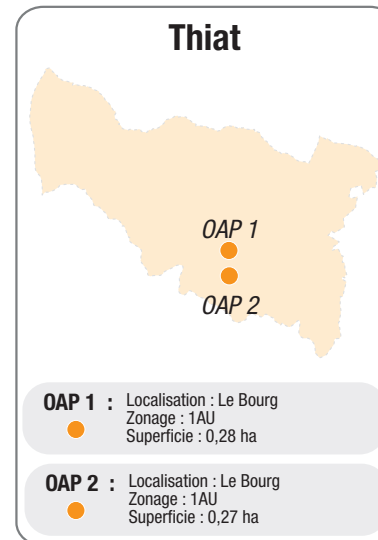 Thiat
OAP 1
OAP 2
OAP 1 : Localisation : Le Bourg
Zonage : 1AU
Superficie : 0,28 ha
OAP 2 : Localisation : Le Bourg
Zonage : 1AU
Superficie : 0,27 ha